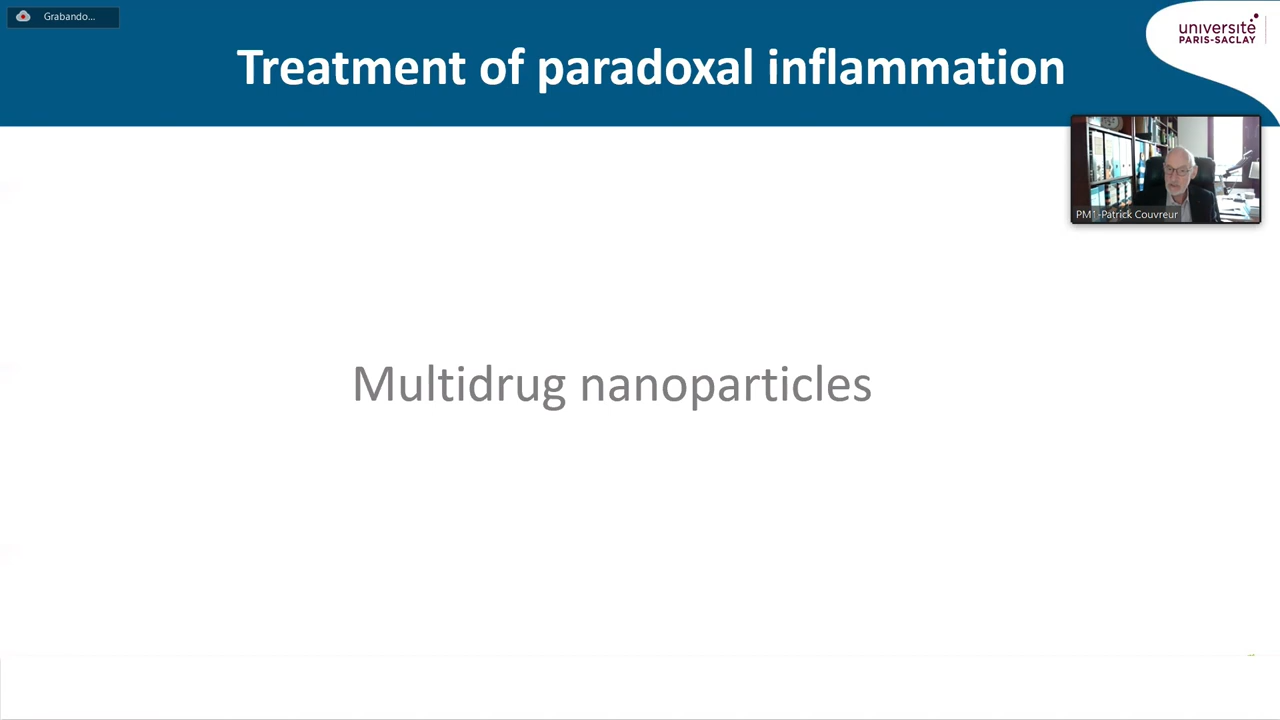 Grabando...
Treatment of paradoxal inflammation
université
PARIS-SACLAY
PM1-Patrick Couvreur
Multidrug nanoparticles